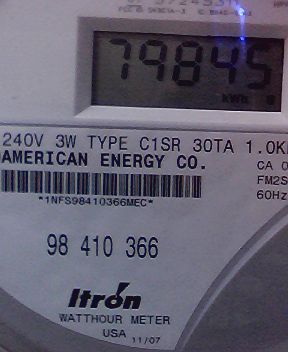 79845
kWh
240V 3W TYPE C1SR 30TA 1.0K
AMERICAN ENERGY CO.
CA 0
FM2S
60Hz
*1NFS98410366MEC*
98 410 366
Itron
WATTHOUR METER
USA 11/07